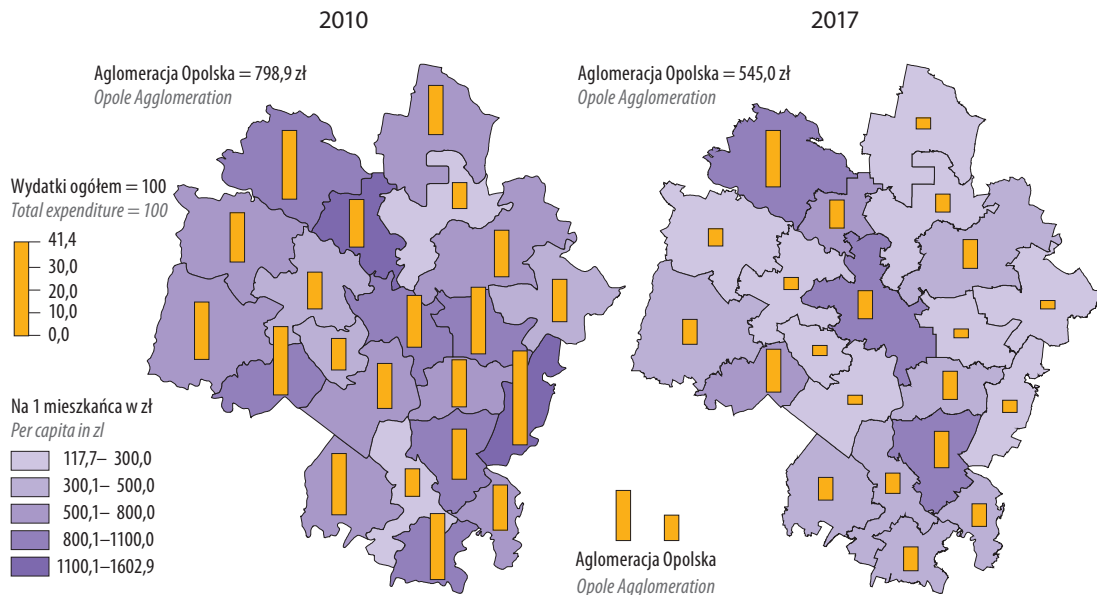 2010
2017
Aglomeracja Opolska = 798,9 zł
Opole Agglomeration
Aglomeracja Opolska = 545,0 zł
Opole Agglomeration
Wydatki ogółem = 100
Total expenditure = 100
41,4
30,0
20,0
10,0
0,0
Na 1 mieszkańca w zł
Per capita in zl
117,7– 300,0
300,1– 500,0
500,1– 800,0
800,1–1100,0
1100,1–1602,9
Aglomeracja Opolska
Opole Agglomeration